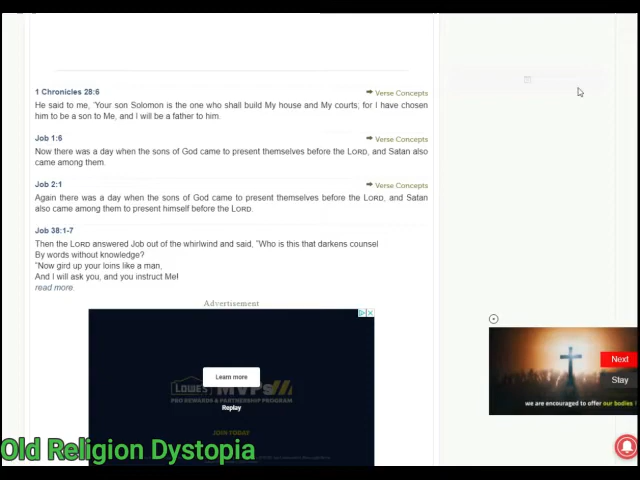 1 Chronicles 28:6
Verse Concepts
He said to me, 'Your son Solomon is the one who shall build My house and My courts; for I have chosen
him to be a son to Me, and I will be a father to him.
Job 1:6
Verse Concepts
Now there was a day when the sons of God came to present themselves before the LORD, and Satan also
came among them.
Job 2:1
Verse Concepts
Again there was a day when the sons of God came to present themselves before the LORD, and Satan
also came among them to present himself before the LORD.
Job 38:1-7
Then the LORD answered Job out of the whirlwind and said, "Who is this that darkens counsel
By words without knowledge?
"Now gird up your loins like a man,
And I will ask you, and you instruct Me!
read more.
Advertisement
Learn more
LOWE'S MVPs
PRO REWARDS & PARTNERSHIP PROGRAM
Replay
JOIN TODAY
Next
Stay
we are encouraged to offer our bodies
Old Religion Dystopia